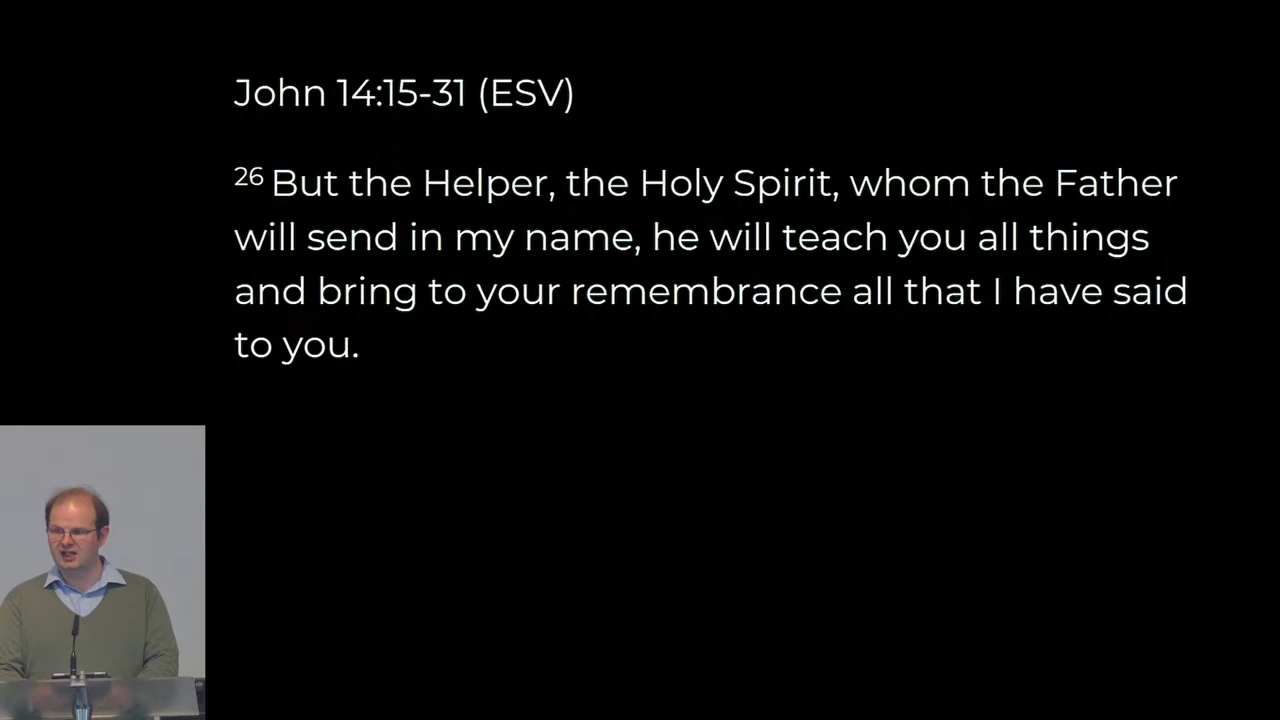 John 14:15-31 (ESV)
26 But the Helper, the Holy Spirit, whom the Father
will send in my name, he will teach you all things
and bring to your remembrance all that I have said
to you.